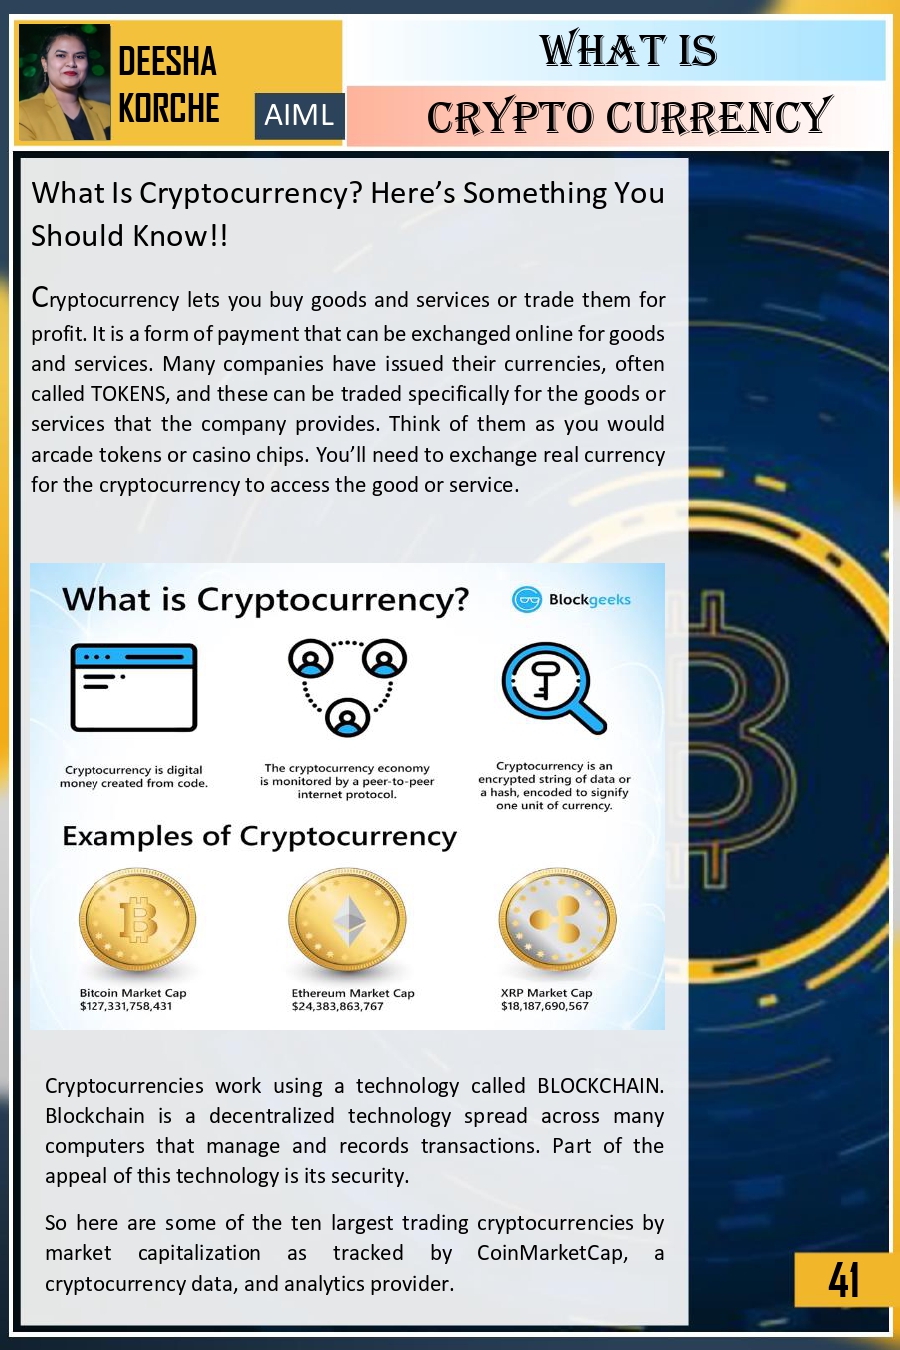 DEESHA
KORCHE
AIML
WHAT IS
CRYPTO CURRENCY
What Is Cryptocurrency? Here’s Something You
Should Know!!
Cryptocurrency lets you buy goods and services or trade them for
profit. It is a form of payment that can be exchanged online for goods
and services. Many companies have issued their currencies, often
called TOKENS, and these can be traded specifically for the goods or
services that the company provides. Think of them as you would
arcade tokens or casino chips. You’ll need to exchange real currency
for the cryptocurrency to access the good or service.
What is Cryptocurrency?
Blockgeeks
Cryptocurrency is digital
money created from code.
The cryptocurrency economy
is monitored by a peer-to-peer
internet protocol.
Cryptocurrency is an
encrypted string of data or
a hash, encoded to signify
one unit of currency.
Examples of Cryptocurrency
Bitcoin Market Cap
$127,331,758,431
Ethereum Market Cap
$24,383,863,767
XRP Market Cap
$18,187,690,567
Cryptocurrencies work using a technology called BLOCKCHAIN.
Blockchain is a decentralized technology spread across many
computers that manage and records transactions. Part of the
appeal of this technology is its security.
So here are some of the ten largest trading cryptocurrencies by
market capitalization as tracked by CoinMarketCap, a
cryptocurrency data, and analytics provider.
41